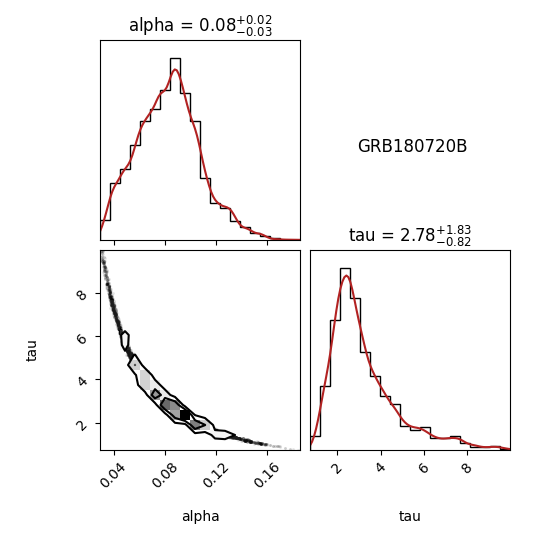 alpha = 0.08+0.02 −0.03
GRB180720B
tau = 2.78+1.83 −0.82
tau
8
6
4
2
0.04 0.08 0.12 0.16
2 4 6 8
alpha tau